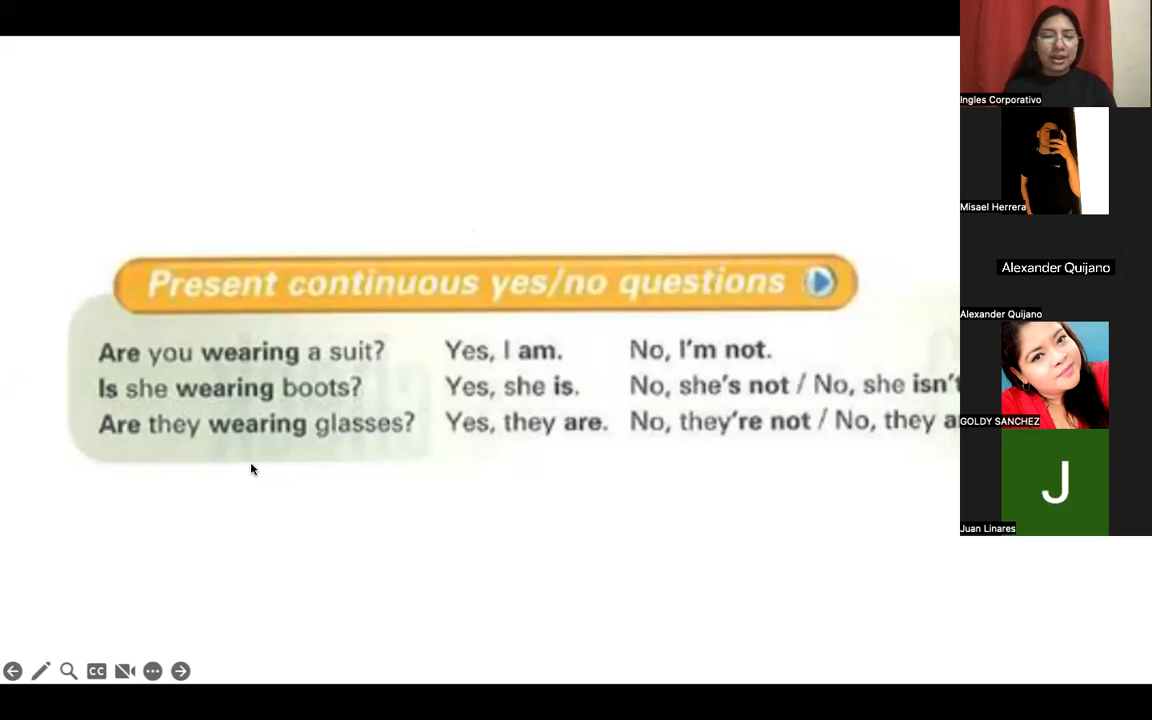 Present continuous yes/no questions
Are you wearing a suit? Yes, I am. No, I'm not.
Is she wearing boots? Yes, she is. No, she's not / No, she isn't
Are they wearing glasses? Yes, they are. No, they're not / No, they a
CC
Ingles Corporativo
Misael Herrera
Alexander Quijano
Alexander Quijano
GOLDY SANCHEZ
J
Juan Linares